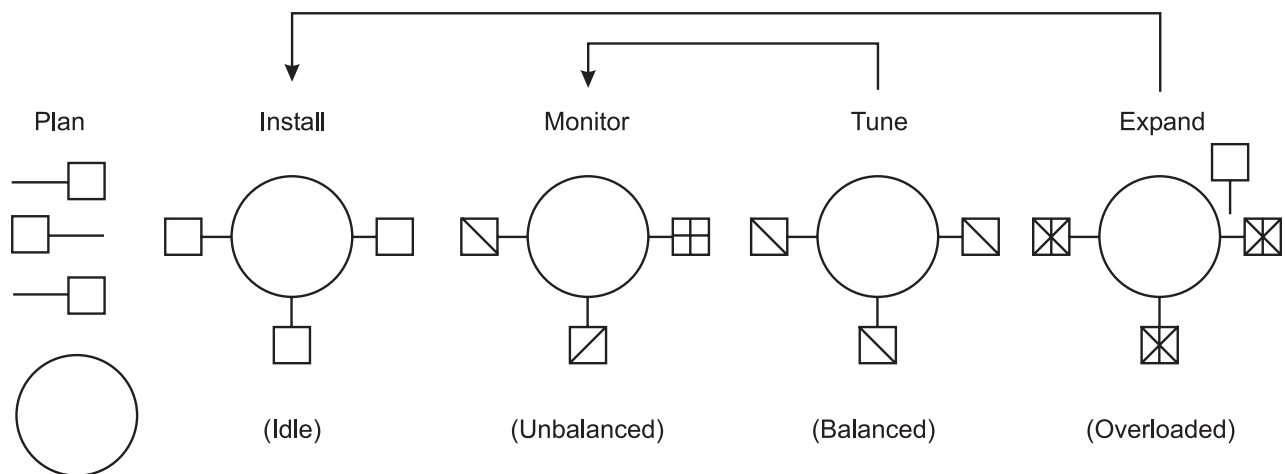 Plan
Install
Monitor
Tune
Expand
(Idle)
(Unbalanced)
(Balanced)
(Overloaded)